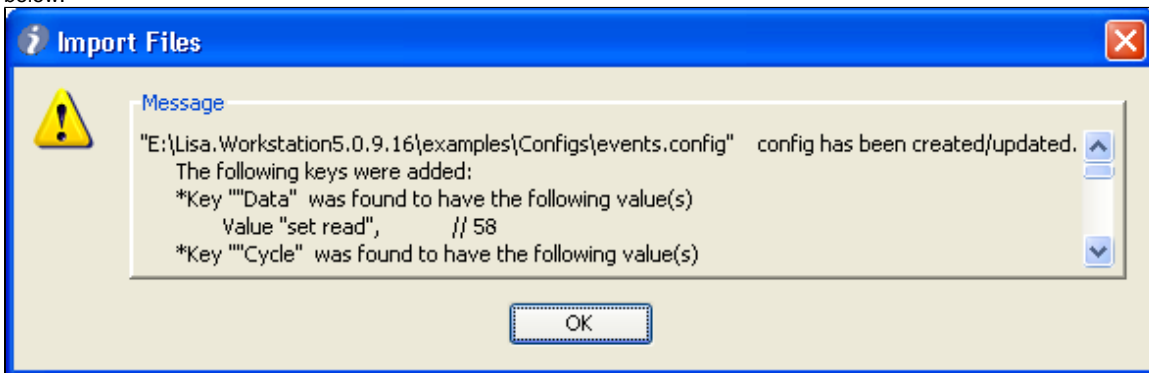 below.
Import Files
Message
"E:\Lisa.Workstation5.0.9.16\examples\Configs\events.config" config has been created/updated.
The following keys were added:
*Key ""Data" was found to have the following value(s)
Value "set read", // 58
*Key ""Cycle" was found to have the following value(s)
OK